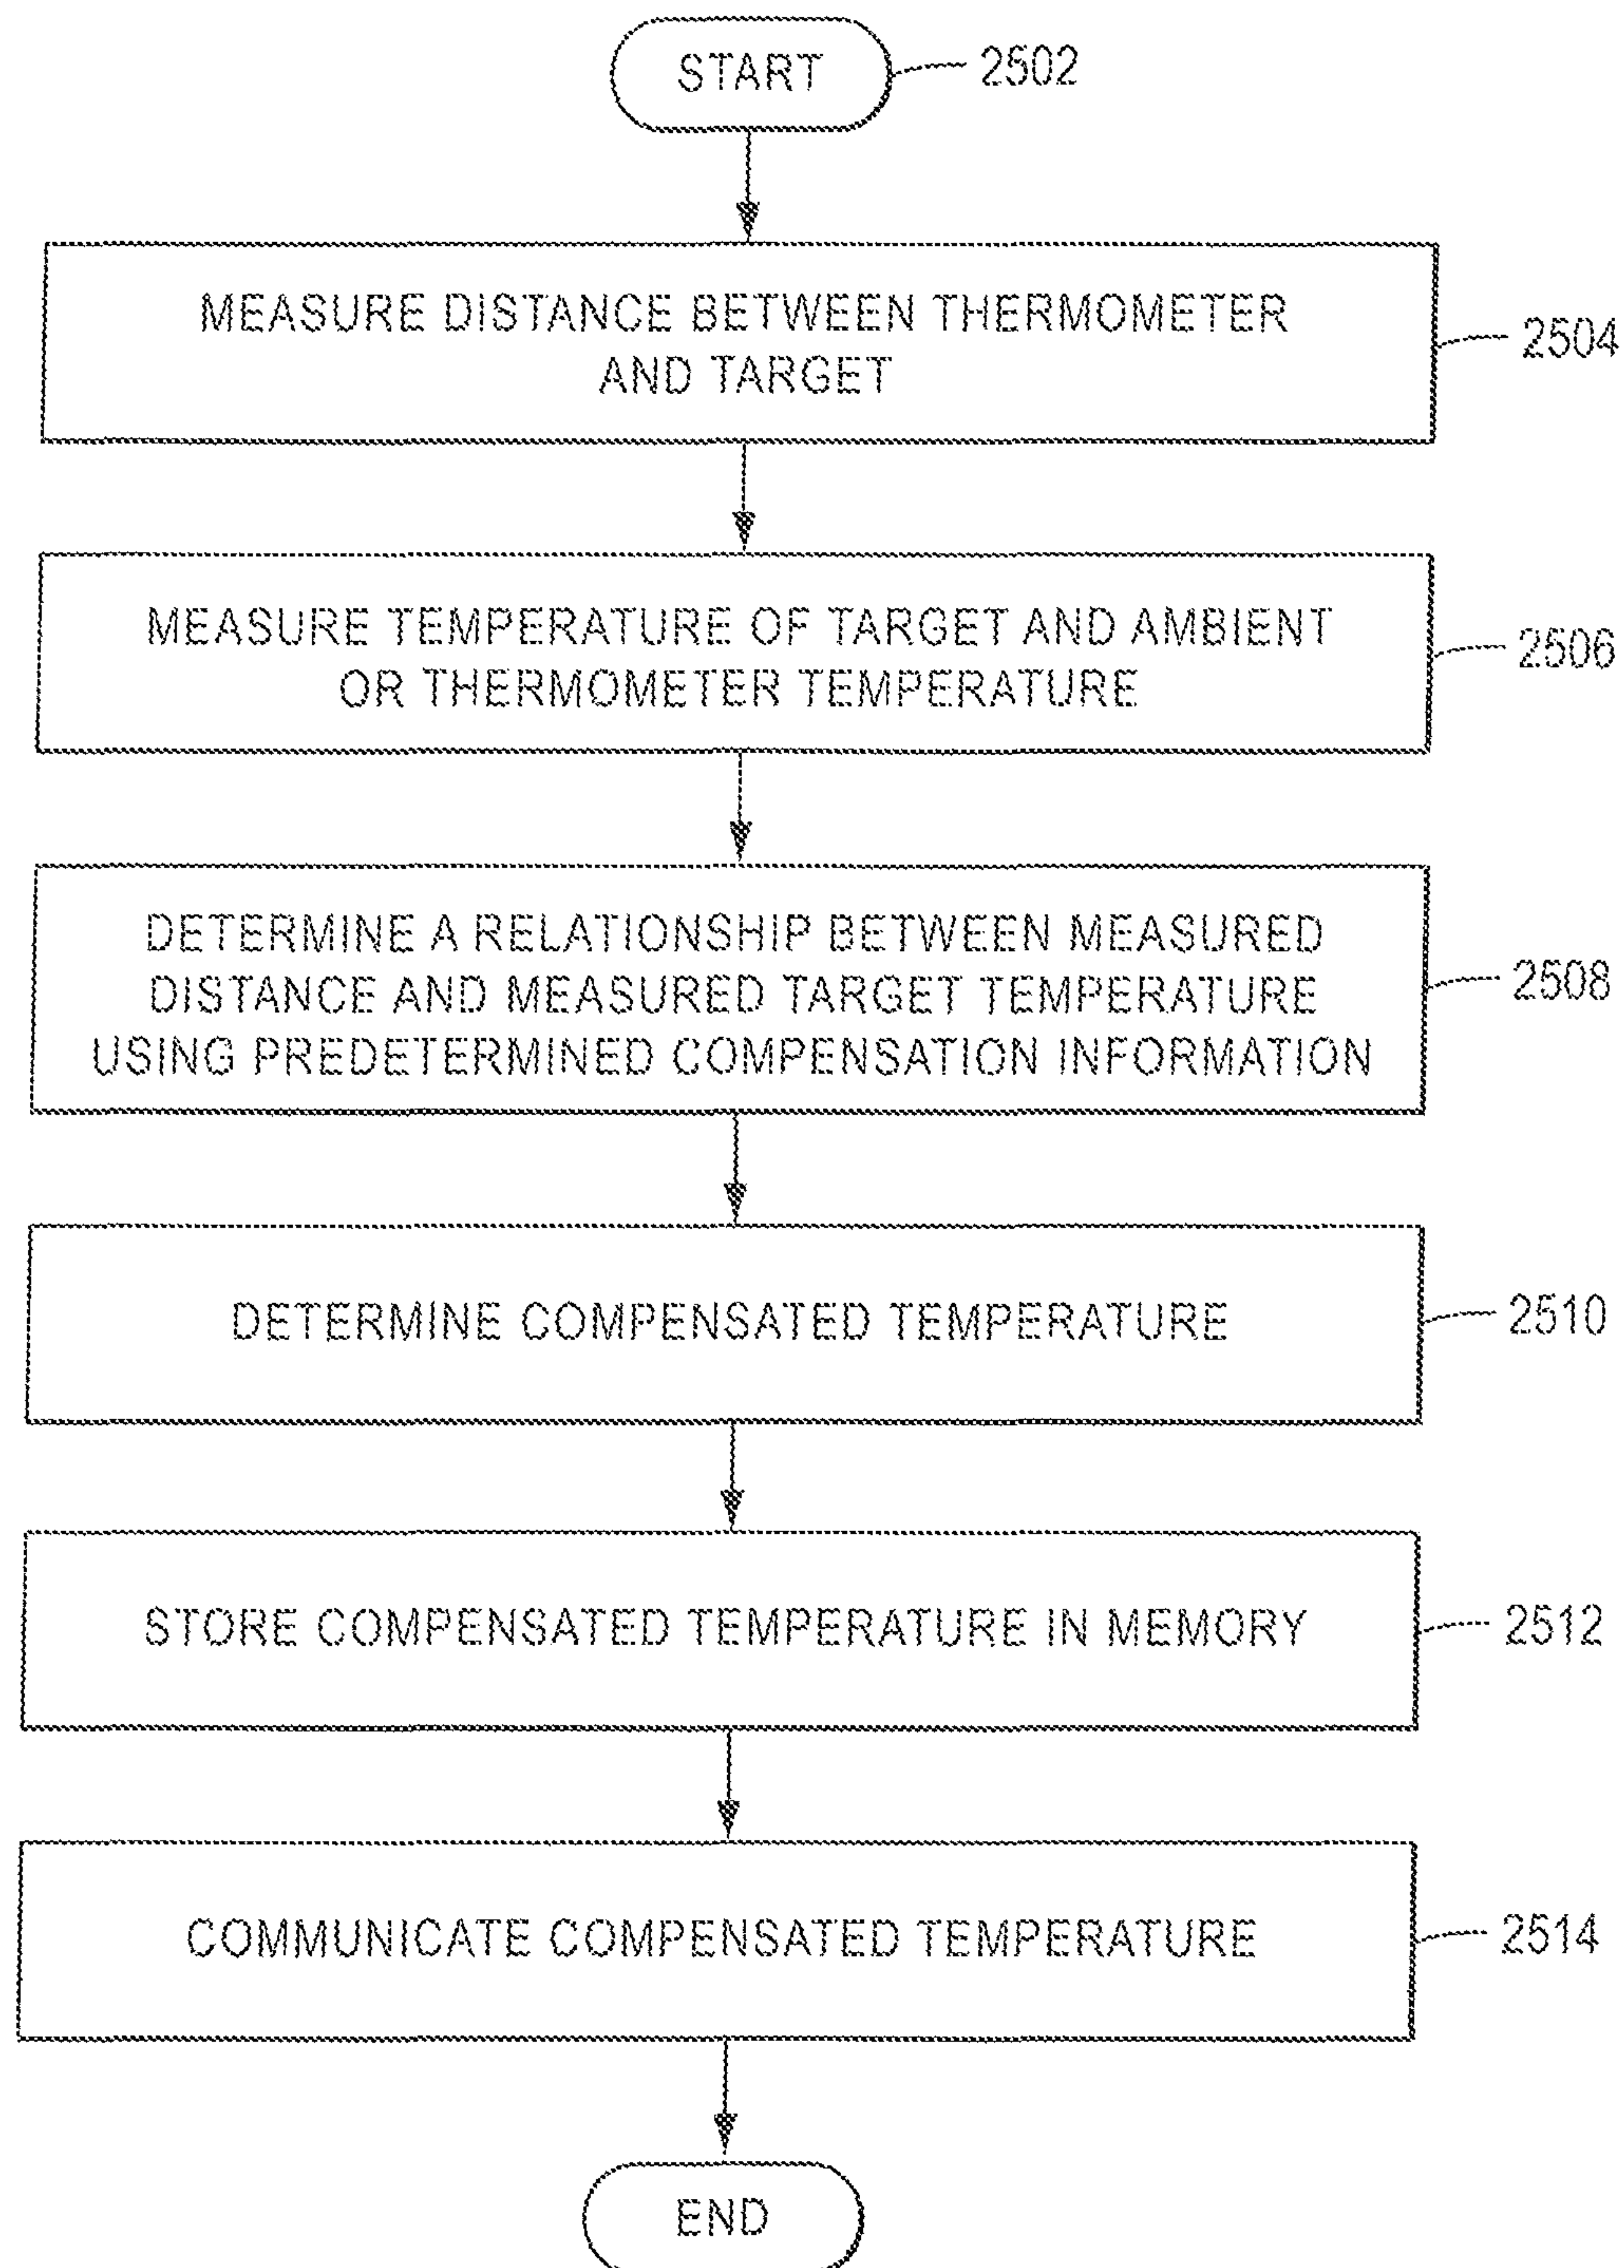 START
2502
MEASURE DISTANCE BETWEEN THERMOMETER
AND TARGET
2504
MEASURE TEMPERATURE OF TARGET AND AMBIENT
OR THERMOMETER TEMPERATURE
2506
DETERMINE A RELATIONSHIP BETWEEN MEASURED
DISTANCE AND MEASURED TARGET TEMPERATURE
USING PREDETERMINED COMPENSATION INFORMATION
2508
DETERMINE COMPENSATED TEMPERATURE
2510
STORE COMPENSATED TEMPERATURE IN MEMORY
2512
COMMUNICATE COMPENSATED TEMPERATURE
2514
END